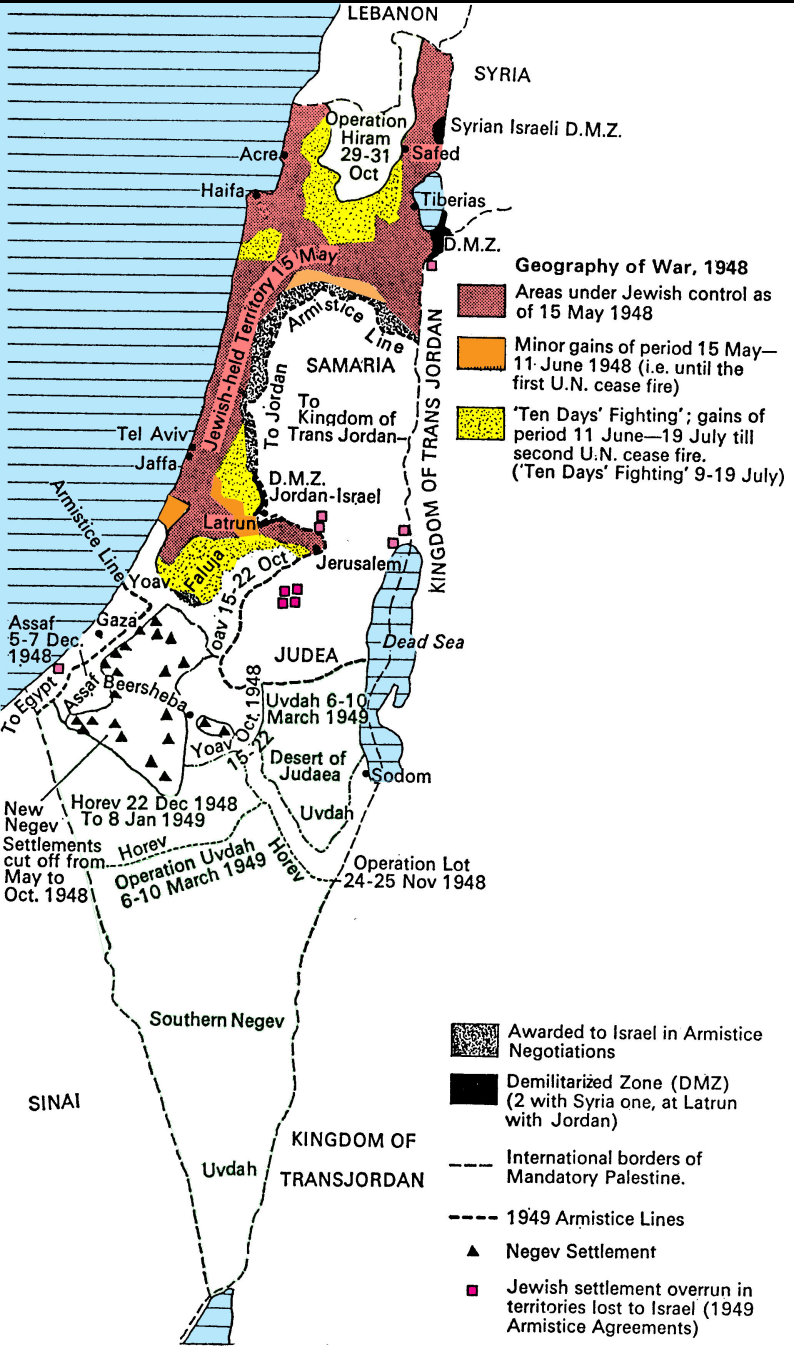 LEBANON
SYRIA
Operation
Hiram
29-31
Oct
Syrian Israeli D.M.Z.
Acre
Safed
Haifa
Tiberias
D.M.Z.
Geography of War, 1948
Areas under Jewish control as
of 15 May 1948
Minor gains of period 15 May—
11 June 1948 (i.e. until the
first U.N. cease fire)
'Ten Days' Fighting'; gains of
period 11 June—19 July till
second U.N. cease fire.
('Ten Days' Fighting' 9-19 July)
Jewish-held Territory 15 May
Armistice Line
SAMARIA
To Jordan
To
Kingdom of
Trans Jordan
KINGDOM OF TRANS JORDAN
Tel Aviv
Jaffa
D.M.Z.
Jordan-Israel
Armistice Line
Latrun
Jerusalem
Yoav
Faluja
oav 15-22 Oct
Gaza
Assaf
5-7 Dec.
1948
Dead Sea
JUDEA
To Egypt
Assaf
Beersheba
Uvdah 6-10
March 1949
Yoav
Oct. 1948
15-22
Desert of
Judaea
Sodom
New
Negev
Settlements
cut off from
May to
Oct. 1948
Horev 22 Dec 1948
To 8 Jan 1949
Uvdah
Horev
Operation Uvdah
6-10 March 1949
Horev
Operation Lot
24-25 Nov 1948
Southern Negev
SINAI
KINGDOM OF
TRANSJORDAN
Uvdah
Awarded to Israel in Armistice
Negotiations
Demilitarized Zone (DMZ)
(2 with Syria one, at Latrun
with Jordan)
International borders of
Mandatory Palestine.
1949 Armistice Lines
Negev Settlement
Jewish settlement overrun in
territories lost to Israel (1949
Armistice Agreements)